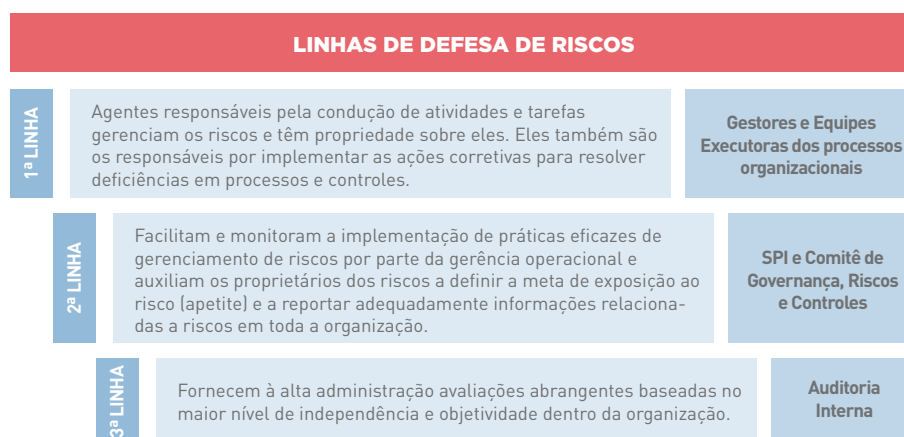 LINHAS DE DEFESA DE RISCOS
1ª LINHA
Agentes responsáveis pela condução de atividades e tarefas
gerenciam os riscos e têm propriedade sobre eles. Eles também são
os responsáveis por implementar as ações corretivas para resolver
deficiências em processos e controles.
Gestores e Equipes
Executoras dos processos
organizacionais
2ª LINHA
Facilitam e monitoram a implementação de práticas eficazes de
gerenciamento de riscos por parte da gerência operacional e
auxiliam os proprietários dos riscos a definir a meta de exposição ao
risco (apetite) e a reportar adequadamente informações relaciona-
das a riscos em toda a organização.
SPI e Comitê de
Governança, Riscos
e Controles
3ª LINHA
Fornecem à alta administração avaliações abrangentes baseadas no
maior nível de independência e objetividade dentro da organização.
Auditoria
Interna